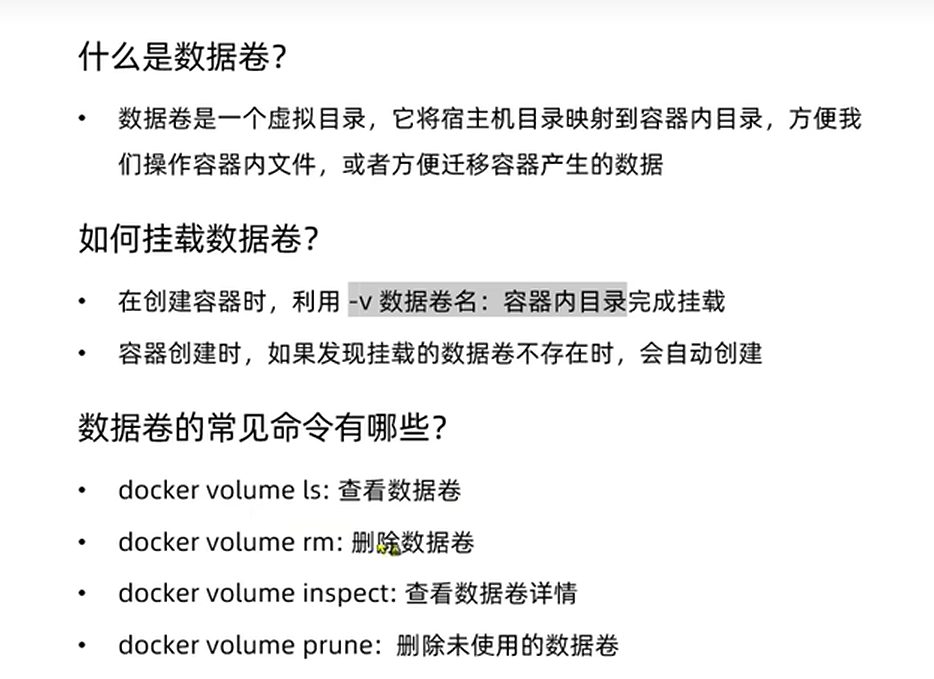 什么是数据卷？
• 数据卷是一个虚拟目录，它将宿主机目录映射到容器内目录，方便我
们操作容器内文件，或者方便迁移容器产生的数据
如何挂载数据卷？
• 在创建容器时，利用 -v 数据卷名：容器内目录完成挂载
• 容器创建时，如果发现挂载的数据卷不存在时，会自动创建
数据卷的常见命令有哪些？
• docker volume ls: 查看数据卷
• docker volume rm: 删除数据卷
• docker volume inspect: 查看数据卷详情
• docker volume prune：删除未使用的数据卷